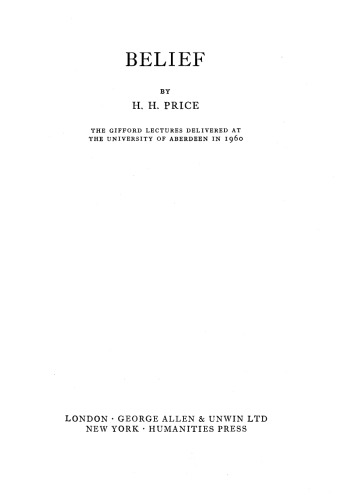 BELIEF
BY
H. H. PRICE
THE GIFFORD LECTURES DELIVERED AT
THE UNIVERSITY OF ABERDEEN IN 1960
LONDON · GEORGE ALLEN & UNWIN LTD
NEW YORK · HUMANITIES PRESS